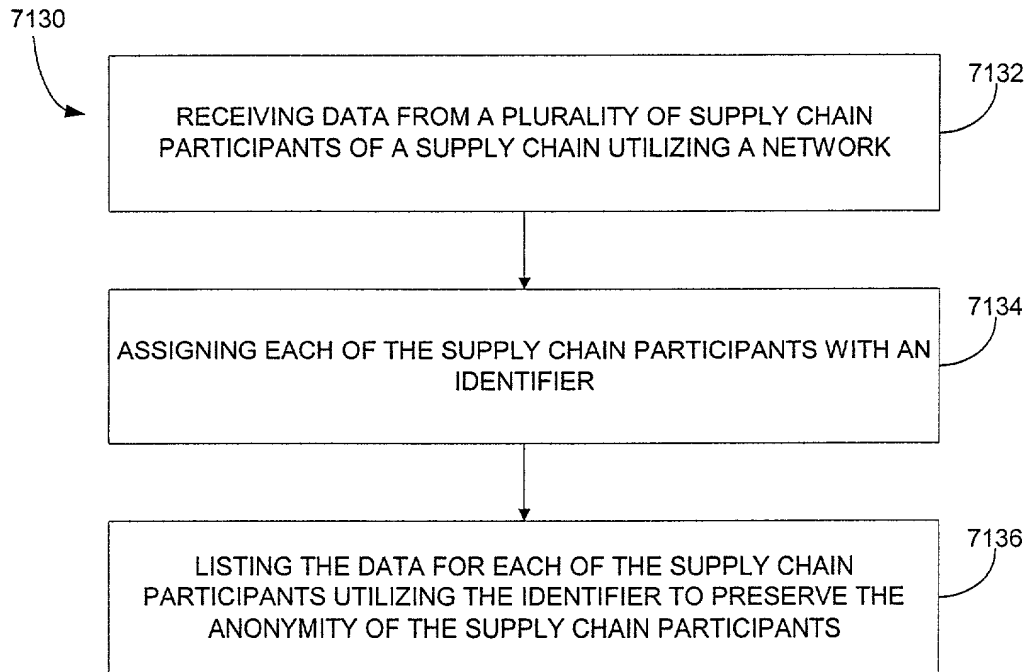 7130
7132
RECEIVING DATA FROM A PLURALITY OF SUPPLY CHAIN
PARTICIPANTS OF A SUPPLY CHAIN UTILIZING A NETWORK
7134
ASSIGNING EACH OF THE SUPPLY CHAIN PARTICIPANTS WITH AN
IDENTIFIER
7136
LISTING THE DATA FOR EACH OF THE SUPPLY CHAIN
PARTICIPANTS UTILIZING THE IDENTIFIER TO PRESERVE THE
ANONYMITY OF THE SUPPLY CHAIN PARTICIPANTS